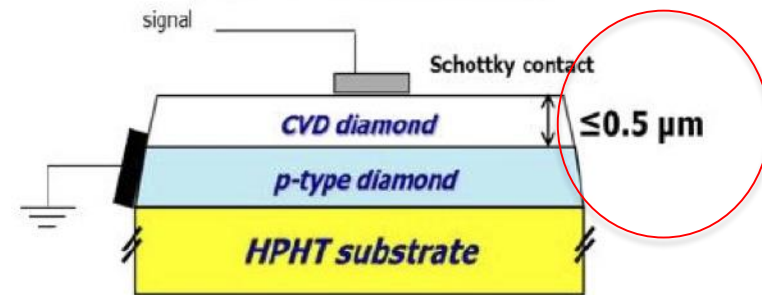 signal
Schottky contact
CVD diamond
≤0.5 μm
p-type diamond
HPHT substrate